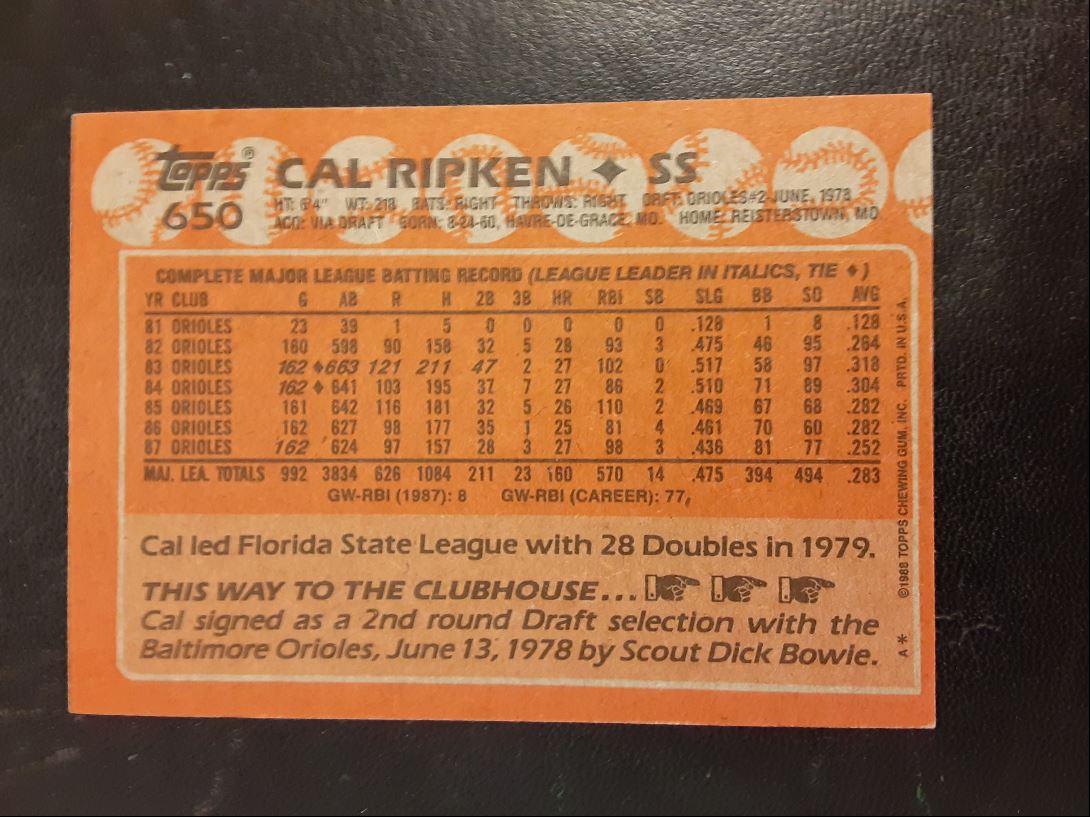 topps® CAL RIPKEN ♦ SS
650 HT: 6'4" WT: 218 BATS: RIGHT THROWS: RIGHT DRFT: ORIOLES #2-JUNE, 1978
ACQ: VIA DRAFT BORN: 8-24-60, HAVRE-DE-GRACE, MD. HOME: REISTERSTOWN, MD
COMPLETE MAJOR LEAGUE BATTING RECORD (LEAGUE LEADER IN ITALICS, TIE ♦)
YR CLUB G AB R H 2B 3B HR RBI SB SLG BB SO AVG
81 ORIOLES 23 39 1 5 0 0 0 0 0 .128 1 8 .128
82 ORIOLES 160 598 90 158 32 5 28 93 3 .475 46 95 .264
83 ORIOLES 162 ♦663 121 211 47 2 27 102 0 .517 58 97 .318
84 ORIOLES 162 ♦ 641 103 195 37 7 27 86 2 .510 71 89 .304
85 ORIOLES 161 642 116 181 32 5 26 110 2 .469 67 68 .282
86 ORIOLES 162 627 98 177 35 1 25 81 4 .461 70 60 .282
87 ORIOLES 162 624 97 157 28 3 27 98 3 .436 81 77 .252
MAJ. LEA. TOTALS 992 3834 626 1084 211 23 160 570 14 .475 394 494 .283
GW-RBI (1987): 8 GW-RBI (CAREER): 77
Cal led Florida State League with 28 Doubles in 1979.
THIS WAY TO THE CLUBHOUSE...
Cal signed as a 2nd round Draft selection with the
Baltimore Orioles, June 13, 1978 by Scout Dick Bowie.
A** ©1988 TOPPS CHEWING GUM, INC. PRTD. IN U.S.A.